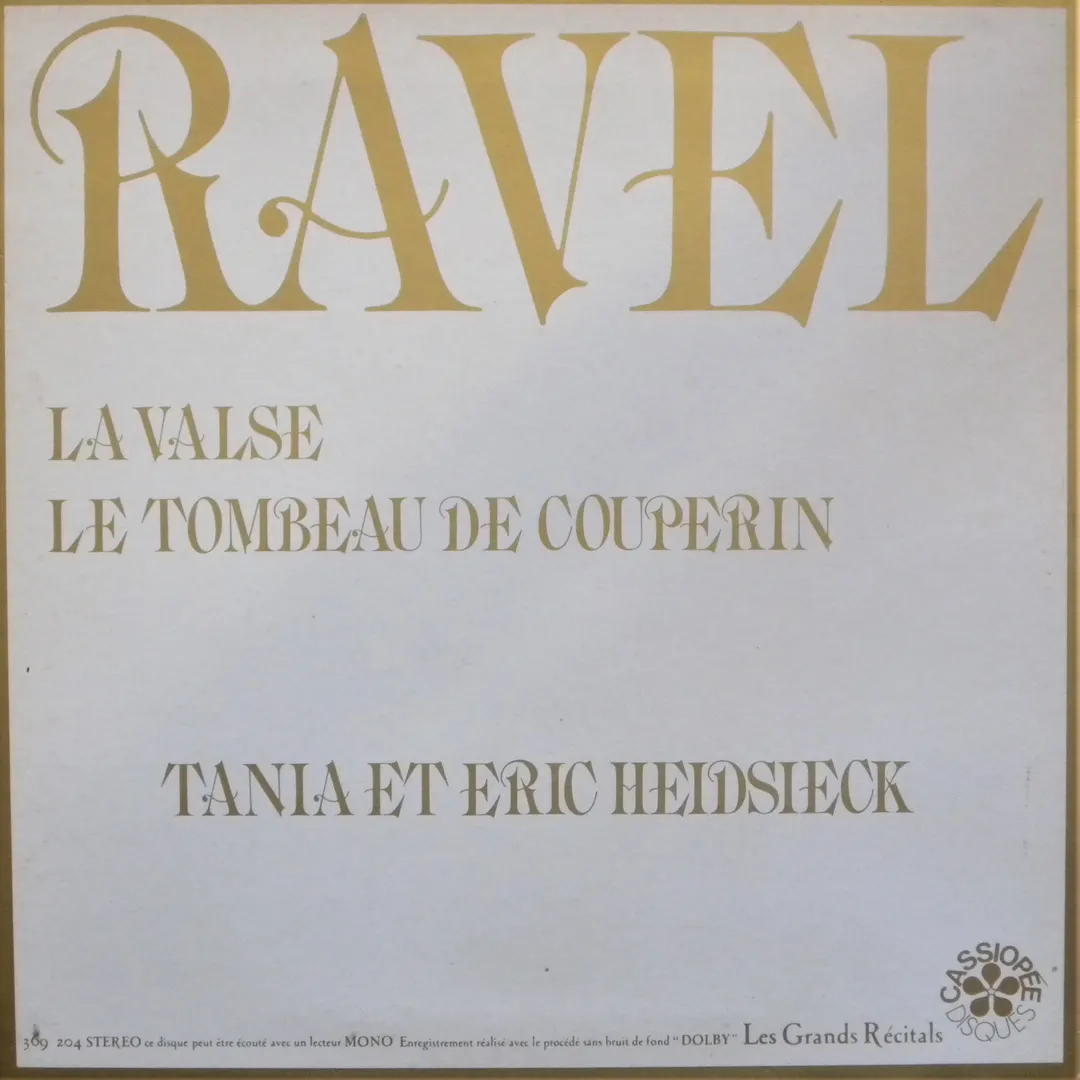 RAVEL
LA VALSE
LE TOMBEAU DE COUPERIN
TANIA ET ERIC HEIDSIECK
CASSIOPÉE
DISQUES
369 204 STEREO ce disque peut être écouté avec un lecteur MONO Enregistrement réalisé avec le procédé sans bruit de fond "DOLBY" Les Grands Récitals